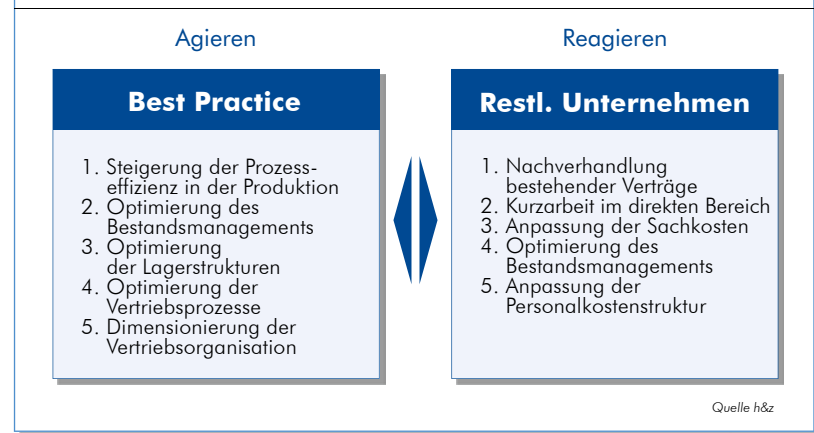 Agieren
Best Practice
1. Steigerung der Prozess-
effizienz in der Produktion
2. Optimierung des
Bestandsmanagements
3. Optimierung
der Lagerstrukturen
4. Optimierung der
Vertriebsprozesse
5. Dimensionierung der
Vertriebsorganisation
Reagieren
Restl. Unternehmen
1. Nachverhandlung
bestehender Verträge
2. Kurzarbeit im direkten Bereich
3. Anpassung der Sachkosten
4. Optimierung des
Bestandsmanagements
5. Anpassung der
Personalkostenstruktur
Quelle h&z